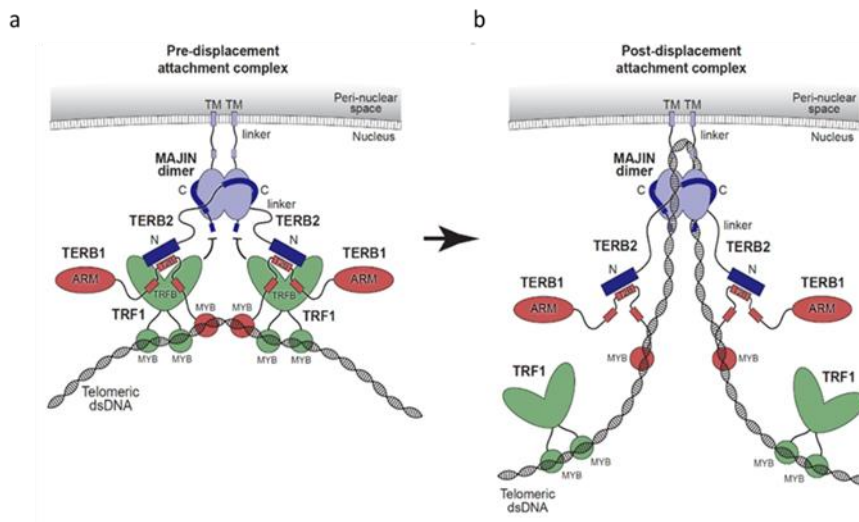 a
Pre-displacement
attachment complex
TM TM
Peri-nuclear
space
Nucleus
linker
MAJIN
dimer
C
C
linker
TERB2
TERB2
N
N
TERB1
TERB1
ARM
ARM
TRFB
TRFB
TRF1
TRF1
MYB
MYB
MYB
MYB
MYB
MYB
Telomeric
dsDNA
b
Post-displacement
attachment complex
TM TM
Peri-nuclear
space
Nucleus
linker
MAJIN
dimer
C
C
linker
TERB2
TERB2
N
N
TERB1
TERB1
ARM
ARM
MYB
MYB
TRF1
TRF1
MYB
MYB
MYB
MYB
Telomeric
dsDNA